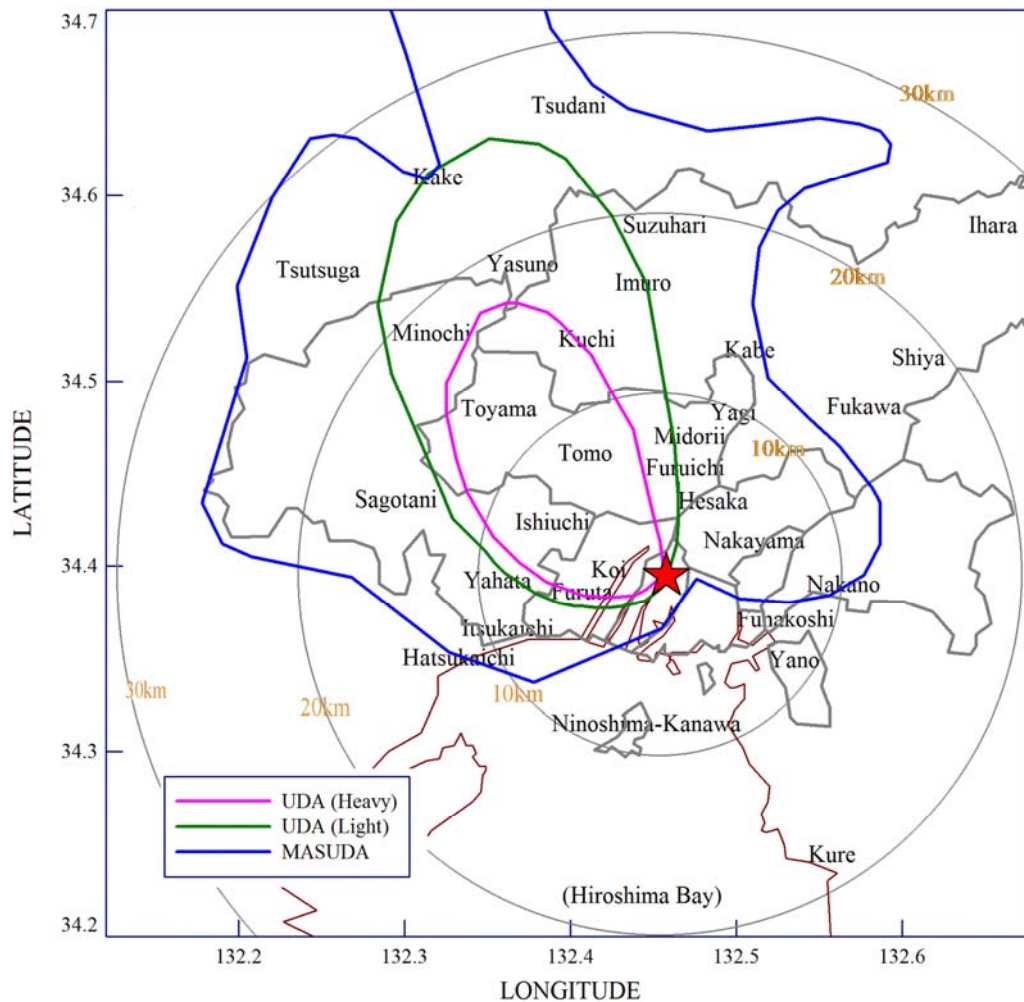 34.7
30km
Tsudani
Kake
34.6
Suzuhari
Ihara
Yasuno
Tsutsuga
20km
Imuro
Minochi
Kuchi
Kabe
Shiya
34.5
Toyama
Yagi
Fukawa
Midorii
Tomo
10km
Furuichi
Sagotani
Hesaka
LATITUDE
Ishiuchi
Nakayama
34.4
Koi
Yahata
Furuta
Nakano
Itsukaichi
Funakoshi
Hatsukaichi
Yano
30km
10km
20km
Ninoshima-Kanawa
34.3
UDA (Heavy)
UDA (Light)
MASUDA
Kure
(Hiroshima Bay)
34.2
132.2
132.3
132.4
132.5
132.6
LONGITUDE